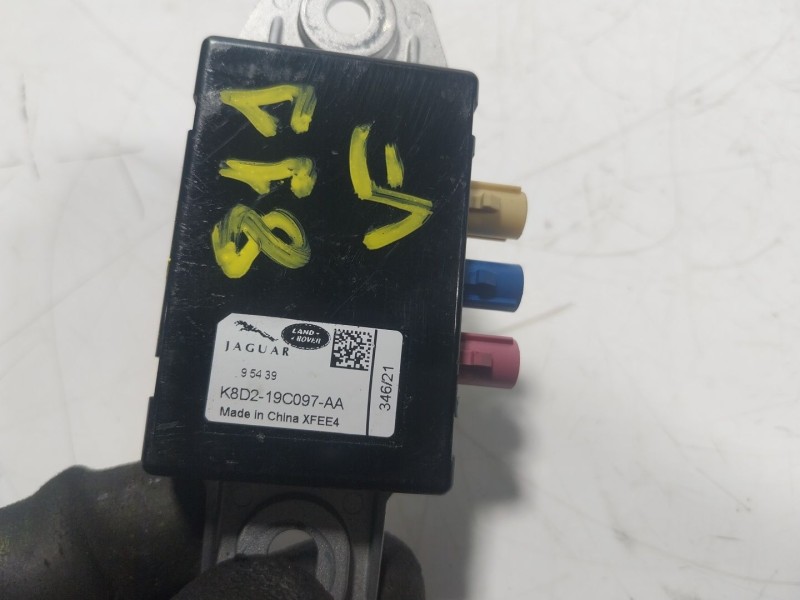 JAGUAR
LAND
ROVER
9 54 39
K8D2-19C097-AA
Made in China XFEE4
346/21